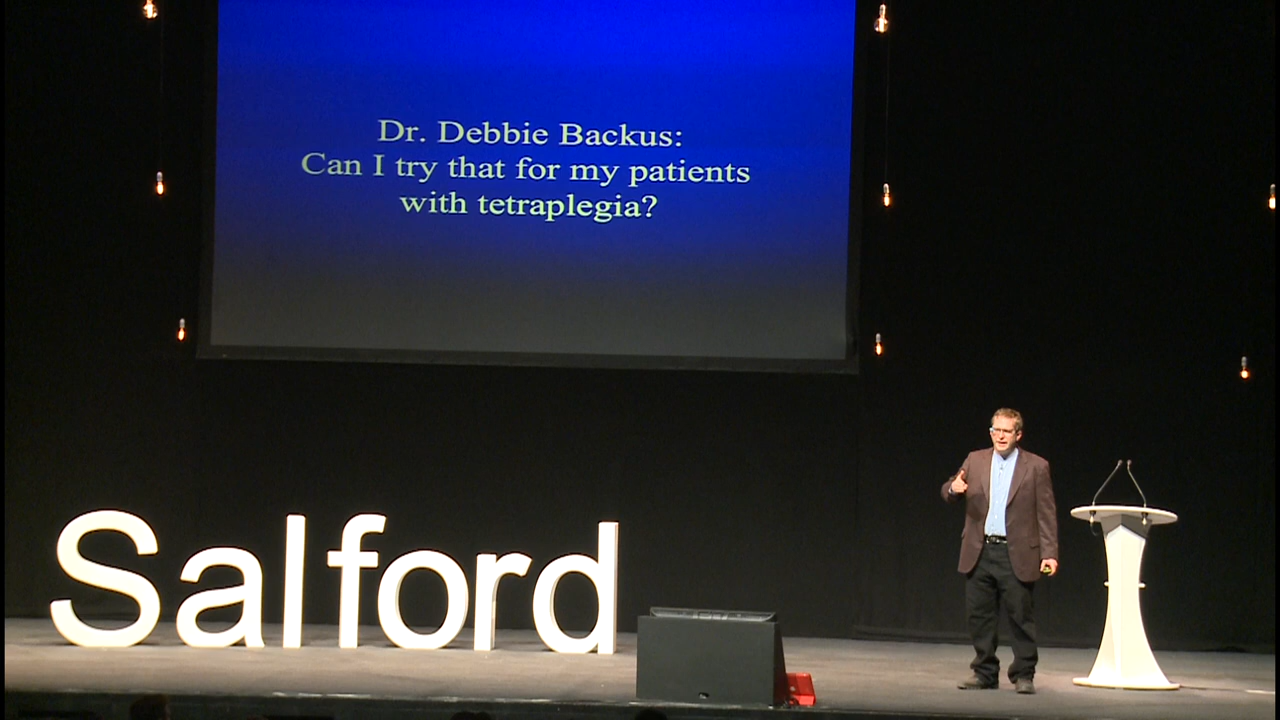 Dr. Debbie Backus:
Can I try that for my patients
with tetraplegia?
Salford